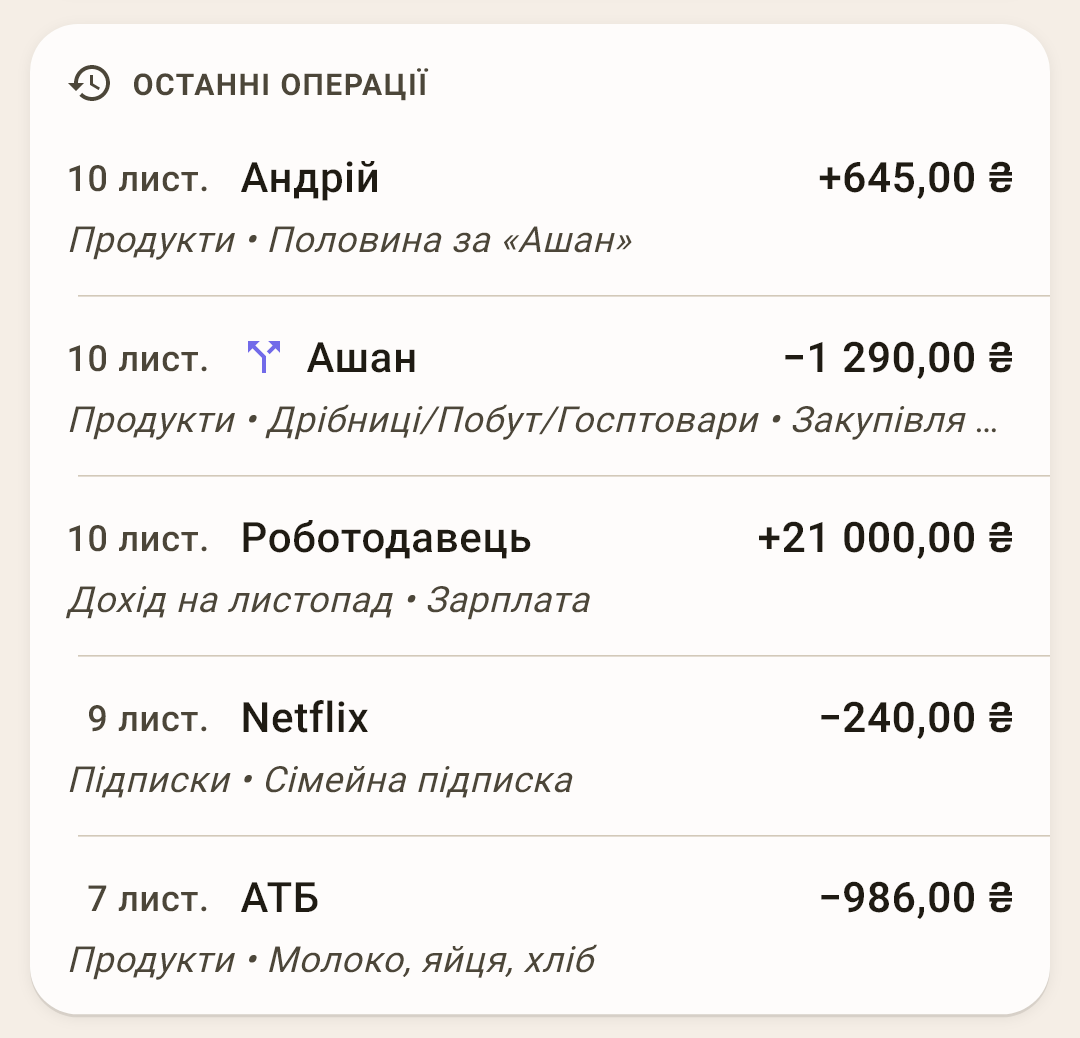 ОСТАННІ ОПЕРАЦІЇ
10 лист. Андрій +645,00 ₴
Продукти • Половина за «Ашан»
10 лист. Ашан −1 290,00 ₴
Продукти • Дрібниці/Побут/Госптовари • Закупівля ...
10 лист. Роботодавець +21 000,00 ₴
Дохід на листопад • Зарплата
9 лист. Netflix −240,00 ₴
Підписки • Сімейна підписка
7 лист. АТБ −986,00 ₴
Продукти • Молоко, яйця, хліб